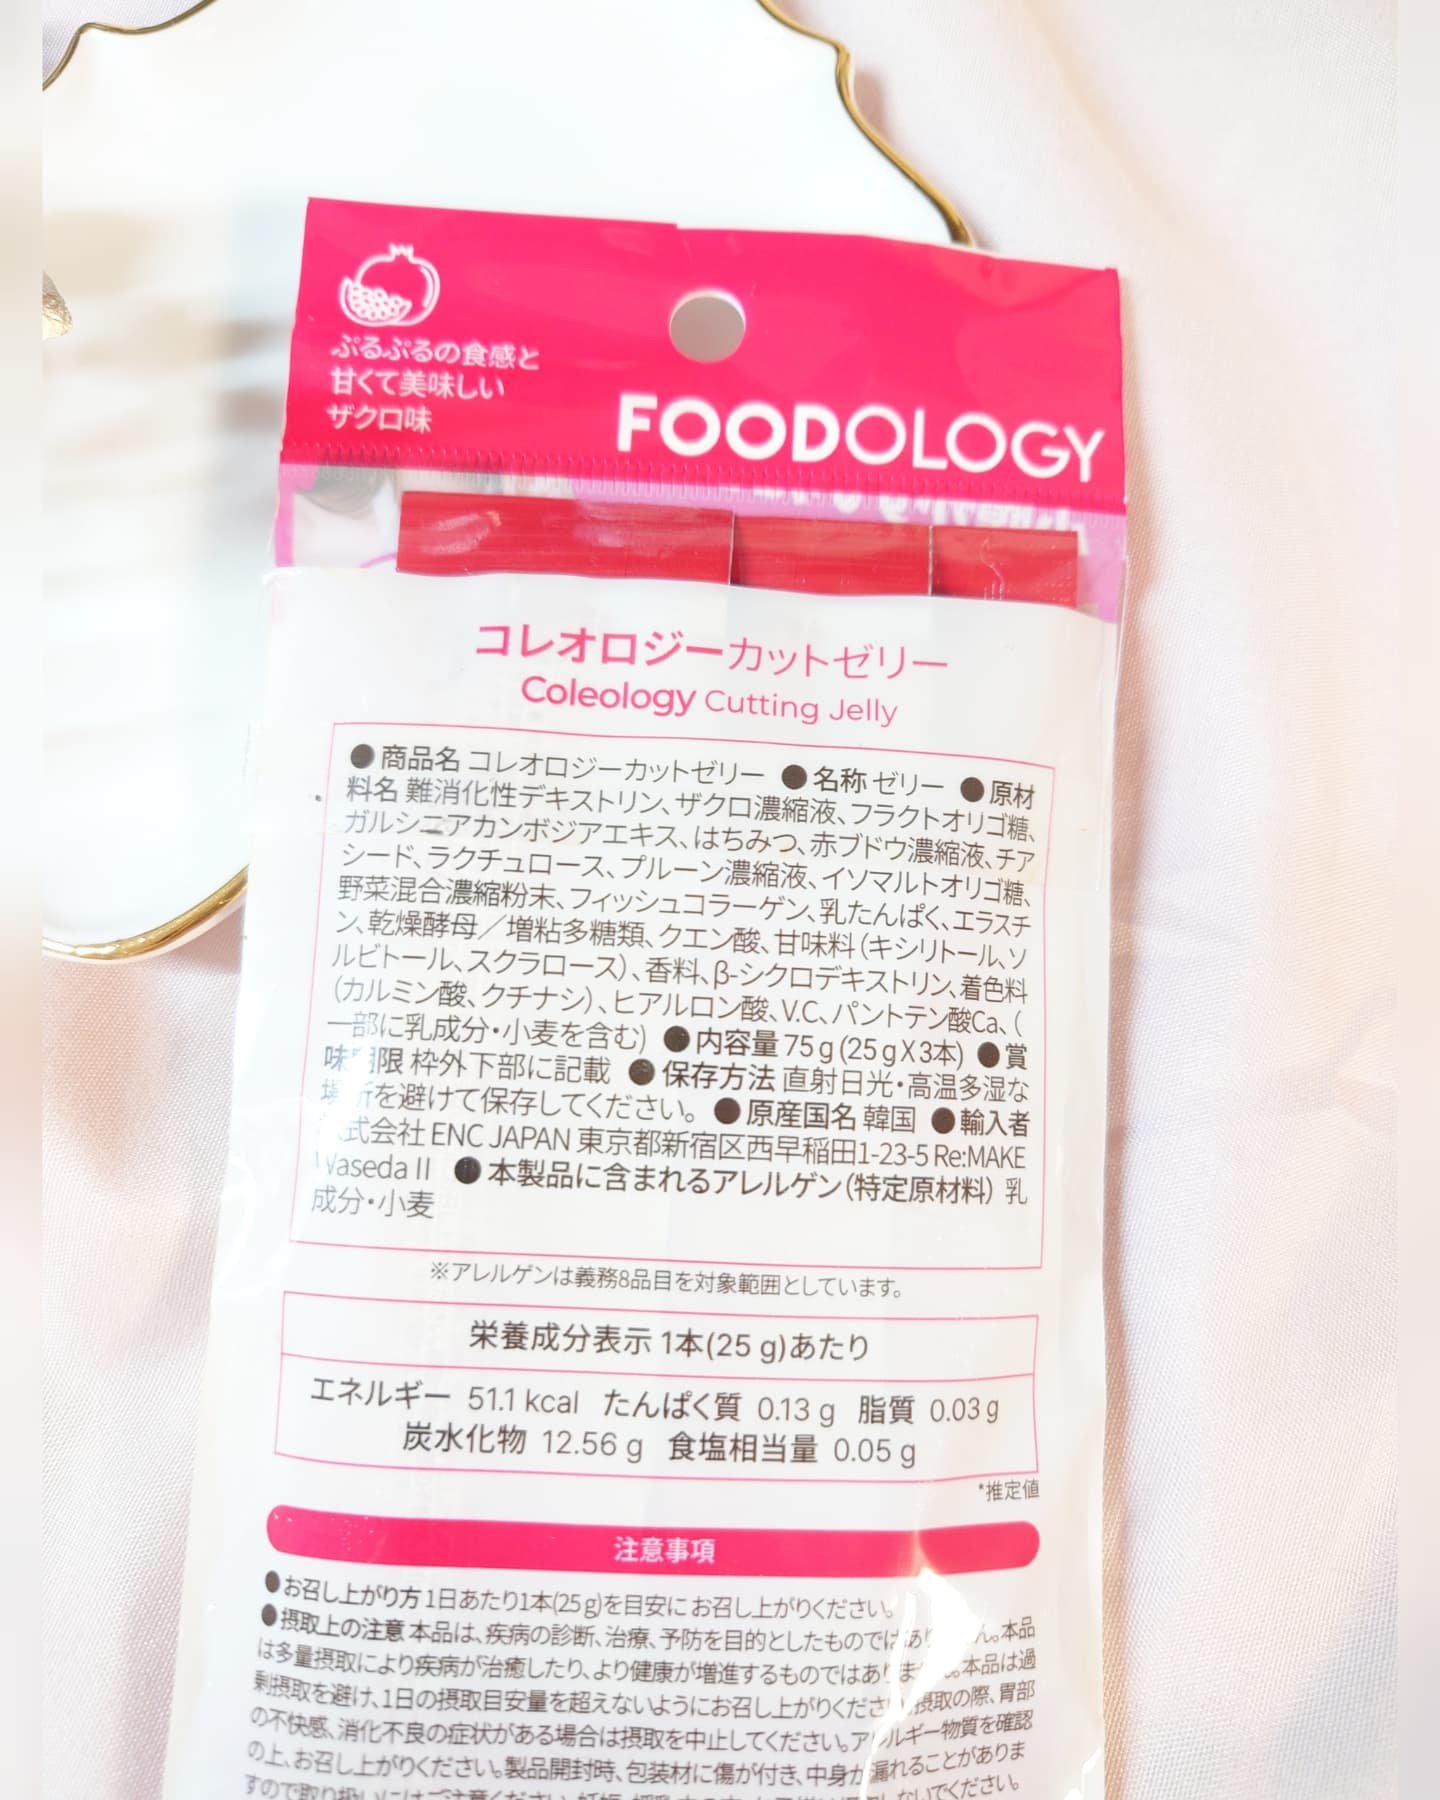 ぷるぷるの食感と
甘くて美味しい
ザクロ味
FOODOLOGY
コレオロジーカットゼリー
Coleology Cutting Jelly
●商品名 コレオロジーカットゼリー ●名称 ゼリー ●原材
料名 難消化性デキストリン、ザクロ濃縮液、フラクトオリゴ糖、
ガルシニアカンボジアエキス、はちみつ、赤ブドウ濃縮液、チア
シード、ラクチュロース、プルーン濃縮液、イソマルトオリゴ糖、
野菜混合濃縮粉末、フィッシュコラーゲン、乳たんぱく、エラスチ
ン、乾燥酵母／増粘多糖類、クエン酸、甘味料（キシリトール、ソ
ルビトール、スクラロース）、香料、β-シクロデキストリン、着色料
（カルミン酸、クチナシ）、ヒアルロン酸、V.C、パントテン酸Ca、（
一部に乳成分・小麦を含む) ●内容量 75g (25gX3本) ●賞
味期限 枠外下部に記載 ●保存方法 直射日光・高温多湿な
場所を避けて保存してください。 ●原産国名 韓国 ●輸入者
式会社 ENC JAPAN 東京都新宿区西早稲田1-23-5 Re:MAKE
Waseda II ●本製品に含まれるアレルゲン（特定原材料） 乳
成分・小麦
※アレルゲンは義務8品目を対象範囲としています。
栄養成分表示 1本(25 g)あたり
エネルギー 51.1 kcal たんぱく質 0.13 g 脂質 0.03 g
炭水化物 12.56 g 食塩相当量 0.05 g
*推定値
注意事項
●お召し上がり方 1日あたり1本(25g)を目安にお召し上がりください。
●摂取上の注意 本品は、疾病の診断、治療、予防を目的としたものではあり ん。本品
は多量摂取により疾病が治癒したり、より健康が増進するものではありま 。本品は過
剰摂取を避け、1日の摂取目安量を超えないようにお召し上がりくださ 摂取の際、胃部
の不快感、消化不良の症状がある場合は摂取を中止してください。アレルギー物質を確認
の上、お召し上がりください。製品開封時、包装材に傷が付き、中身が漏れることがありま
すので取り扱いにはご注意ください。 しないでください。